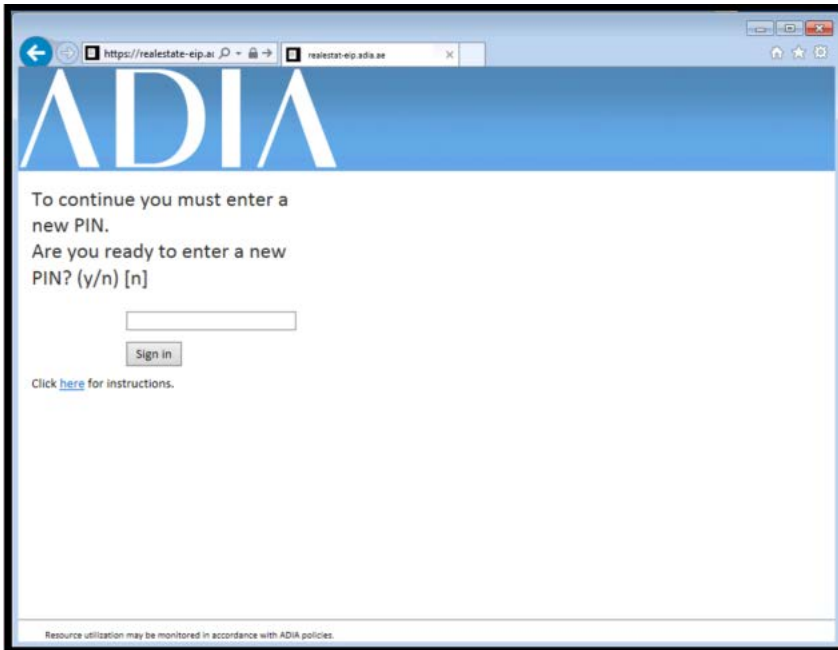 https://realestate-eip.a
realestat-eip.adia.ae
ADIA
To continue you must enter a
new PIN.
Are you ready to enter a new
PIN? (y/n) [n]
Sign in
Click here for instructions.
Resource utilization may be monitored in accordance with ADIA policies.